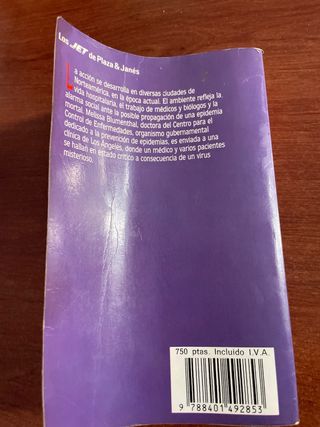 Los JET de Plaza & Janés
La acción se desarrolla en diversas ciudades de
Norteamérica, en la época actual. El ambiente refleja la
vida hospitalaria, el trabajo de médicos y biólogos y la
alarma social ante la posible propagación de una epidemia
mortal. Melissa Blumenthal, doctora del Centro para el
Control de Enfermedades, organismo gubernamental
dedicado a la prevención de epidemias, es enviada a una
clínica de Los Ángeles, donde un médico y varios pacientes
se hallan en estado crítico a consecuencia de un virus
misterioso.
750 ptas. Incluido I.V.A.
9 788401 492853